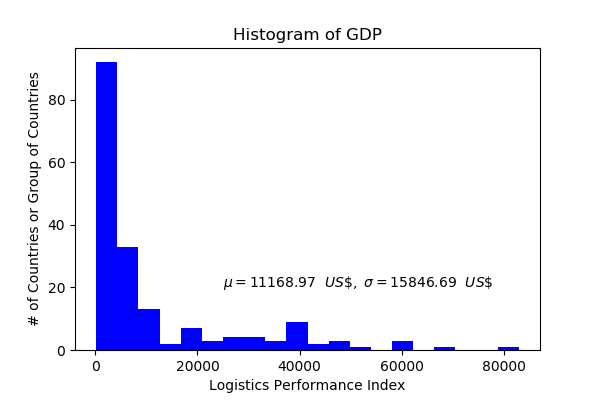 Histogram of GDP
# of Countries or Group of Countries
80
60
40
20
0
μ = 11168.97 US$, σ = 15846.69 US$
0 20000 40000 60000 80000
Logistics Performance Index